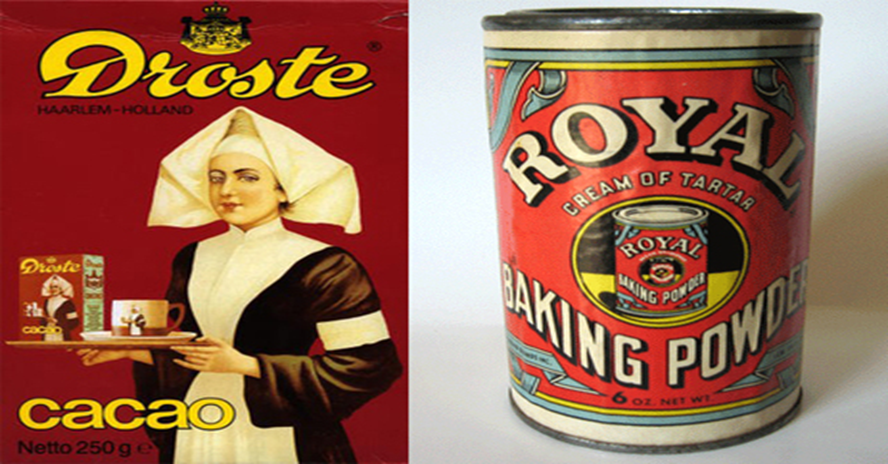 Droste®
HAARLEM-HOLLAND
Droste
cacao
cacao
Netto 250 g e
ROYAL
CREAM OF TARTAR
ROYAL
BAKING POWDER
BAKING POWDER
6 OZ. NET WT.